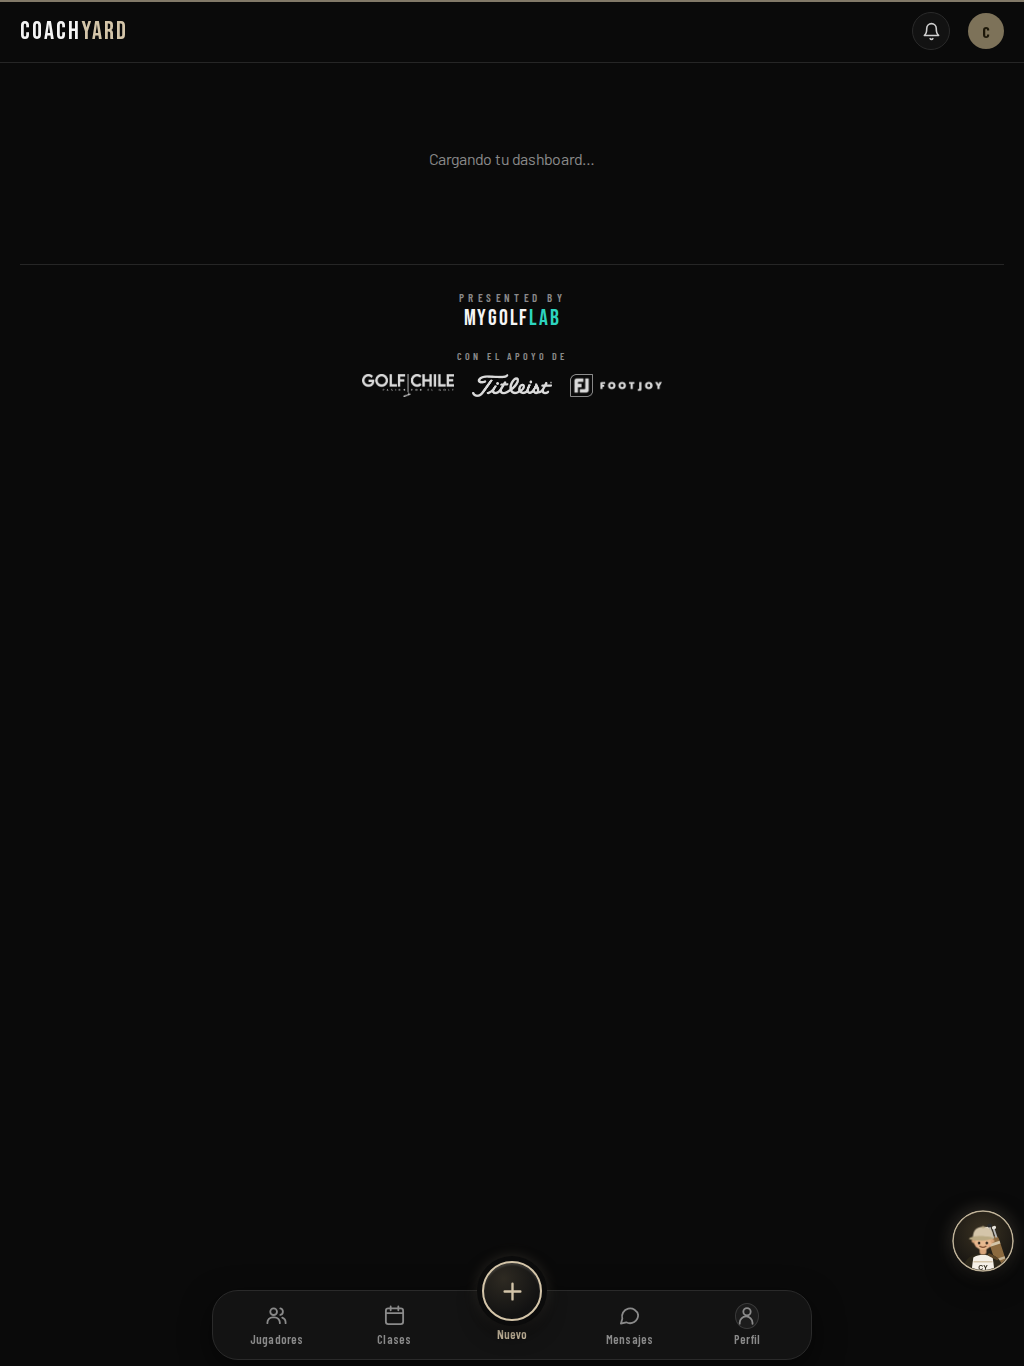 COACHYARD
C
Cargando tu dashboard...
PRESENTED BY
MYGOLFLAB
CON EL APOYO DE
GOLF CHILE
Titleist
FJ FOOTJOY
CY
Nuevo
Jugadores
Clases
Mensajes
Perfil